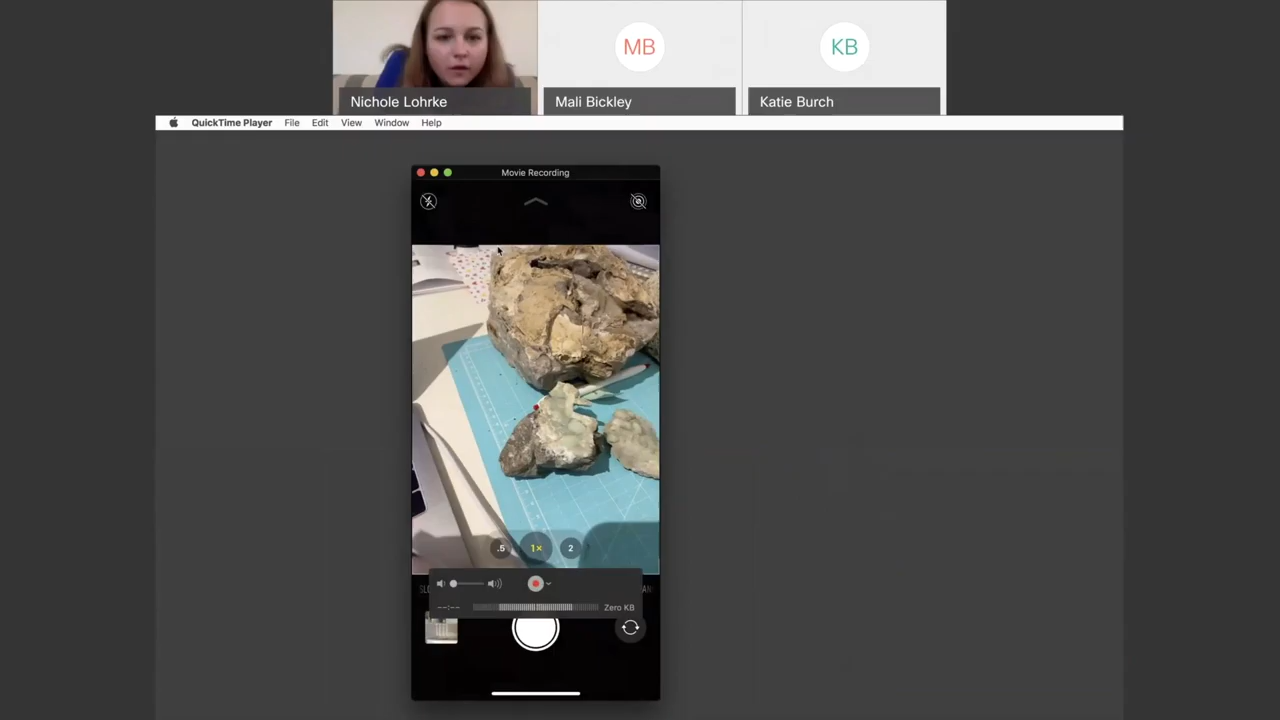 MB
KB
Nichole Lohrke
Mali Bickley
Katie Burch
QuickTime Player File Edit View Window Help
Movie Recording
.5 1× 2
--:-- Zero KB